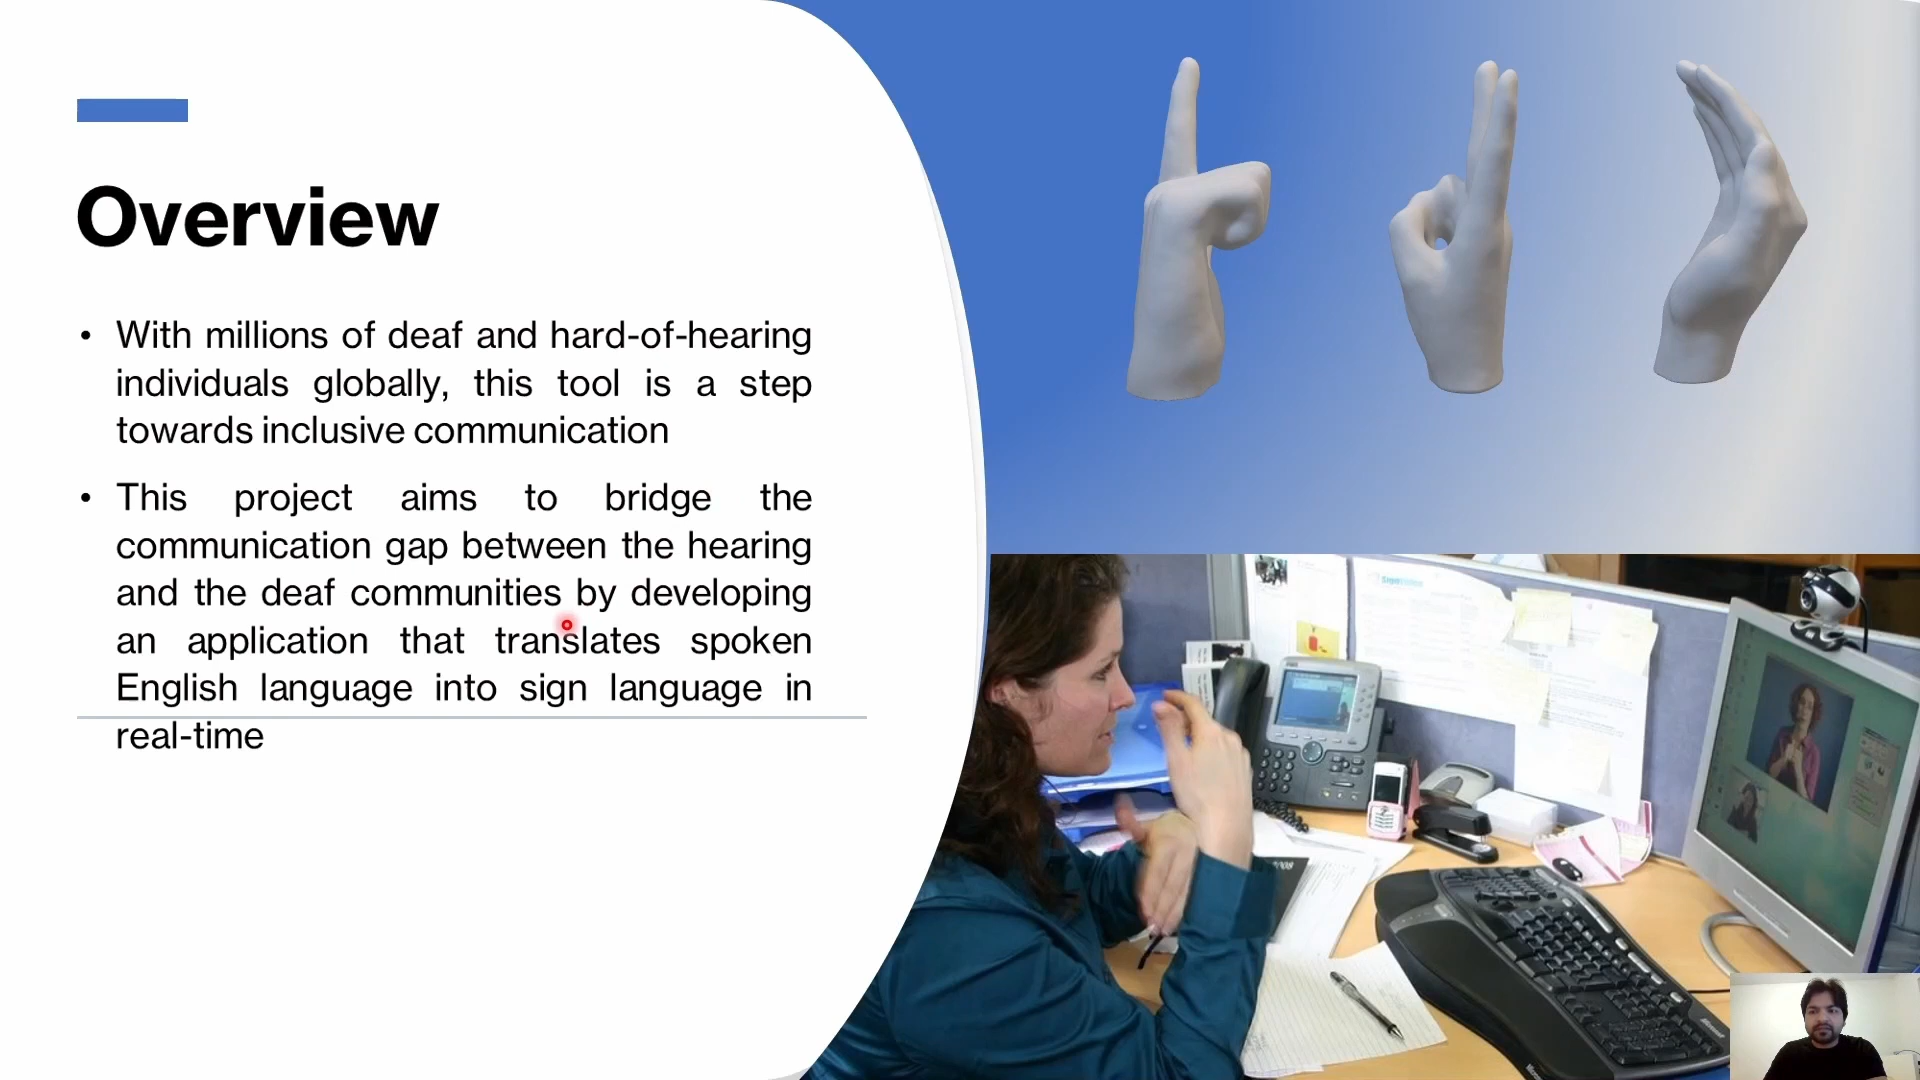 Overview
• With millions of deaf and hard-of-hearing
individuals globally, this tool is a step
towards inclusive communication
• This project aims to bridge the
communication gap between the hearing
and the deaf communities by developing
an application that translates spoken
English language into sign language in
real-time